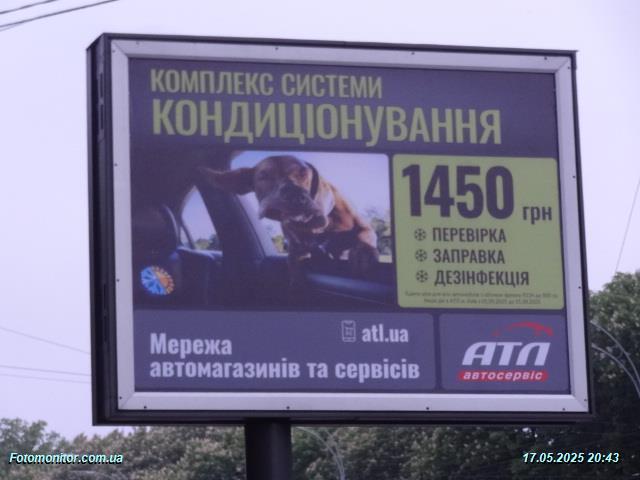 КОМПЛЕКС СИСТЕМИ
КОНДИЦІОНУВАННЯ
1450 грн
ПЕРЕВІРКА
ЗАПРАВКА
ДЕЗІНФЕКЦІЯ
atl.ua
Мережа
автомагазинів та сервісів
АТЛ
автосервіс
Fotomonitor.com.ua
17.05.2025 20:43